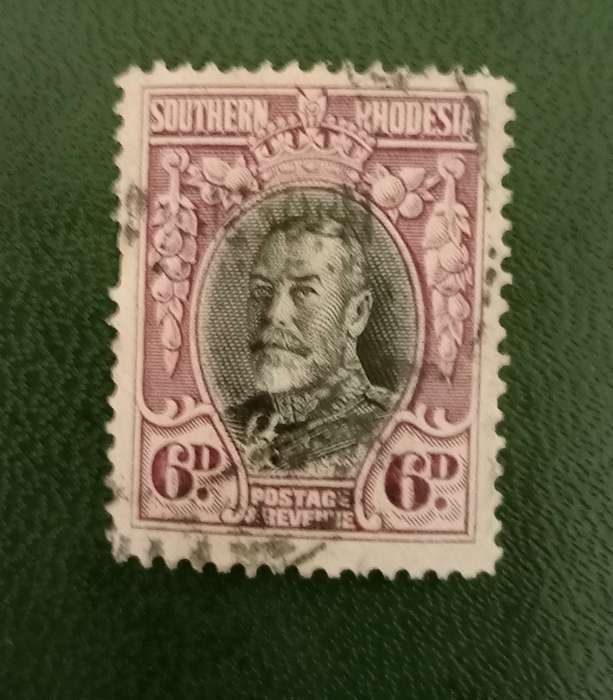 SOUTHERN RHODESIA
6D. 6D.
POSTAGE
& REVENUE